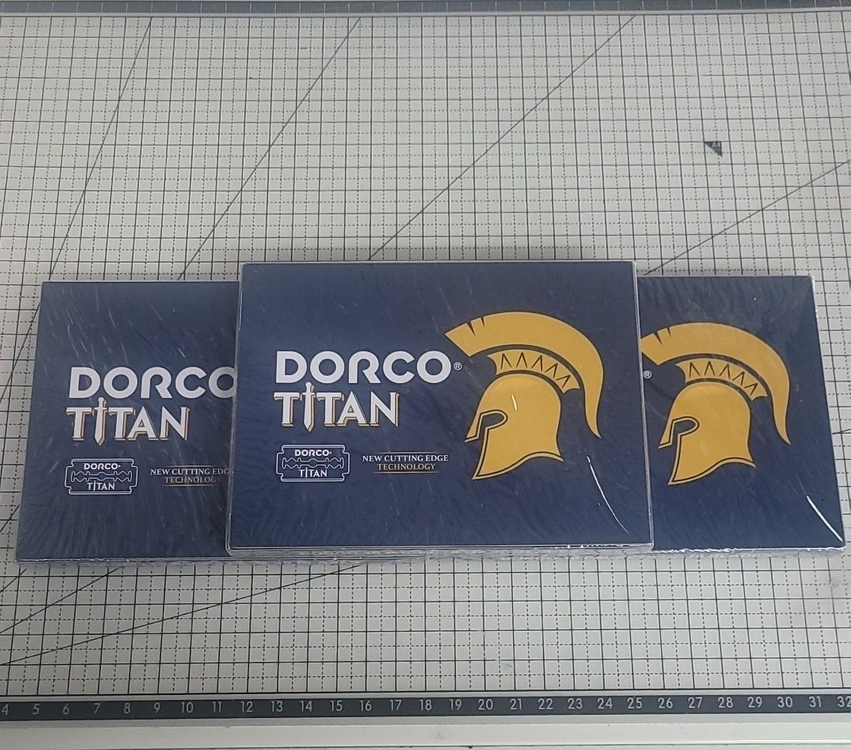 DORCO
TITAN
DORCO
TITAN
NEW CUTTING EDG
TECHNOLOGY
DORCO®
TITAN
DORCO
TITAN
NEW CUTTING EDGE
TECHNOLOGY
®
4 5 6 7 8 9 10 11 12 13 14 15 16 17 18 19 20 21 22 23 24 25 26 27 28 29 30 31 32